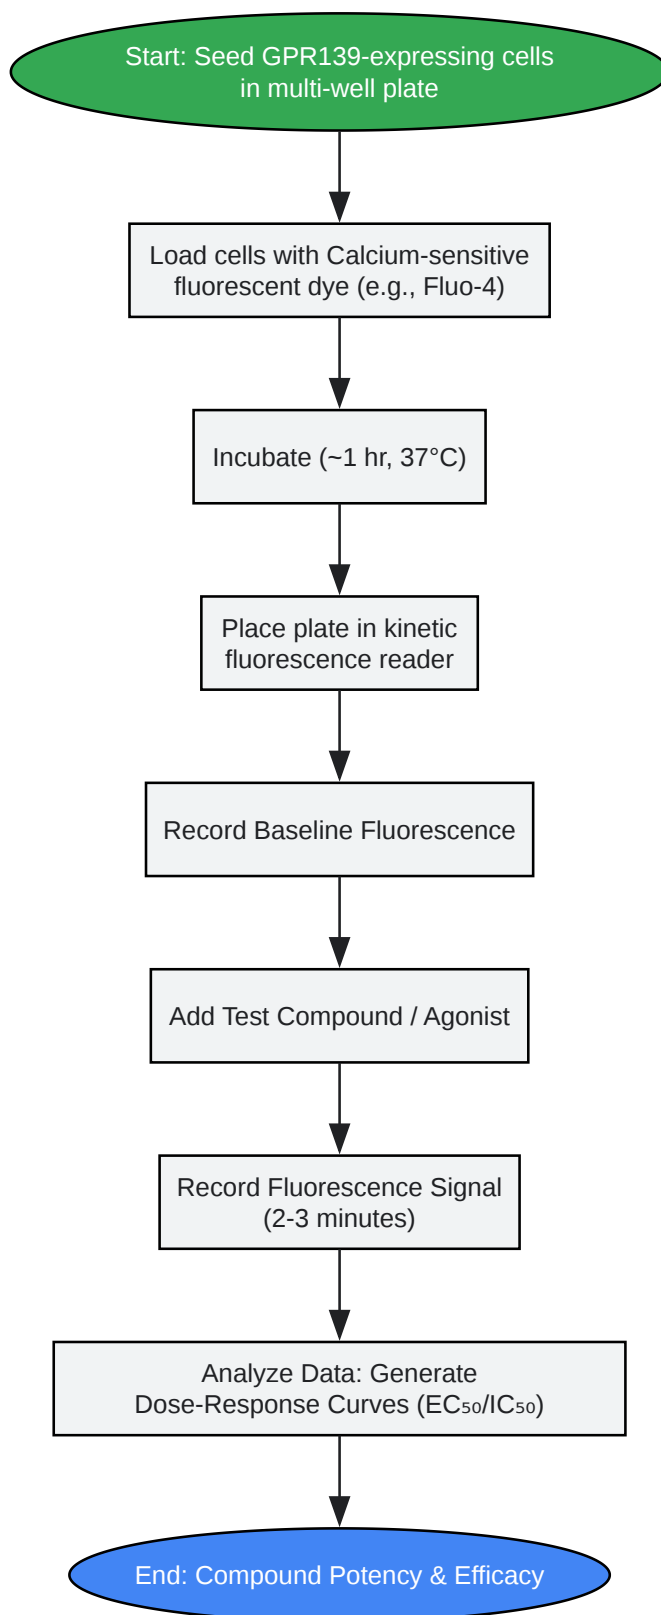 Start: Seed GPR139-expressing cells
in multi-well plate
Load cells with Calcium-sensitive
fluorescent dye (e.g., Fluo-4)
Incubate (~1 hr, 37°C)
Place plate in kinetic
fluorescence reader
Record Baseline Fluorescence
Add Test Compound / Agonist
Record Fluorescence Signal
(2-3 minutes)
Analyze Data: Generate
Dose-Response Curves (EC₅₀/IC₅₀)
End: Compound Potency & Efficacy